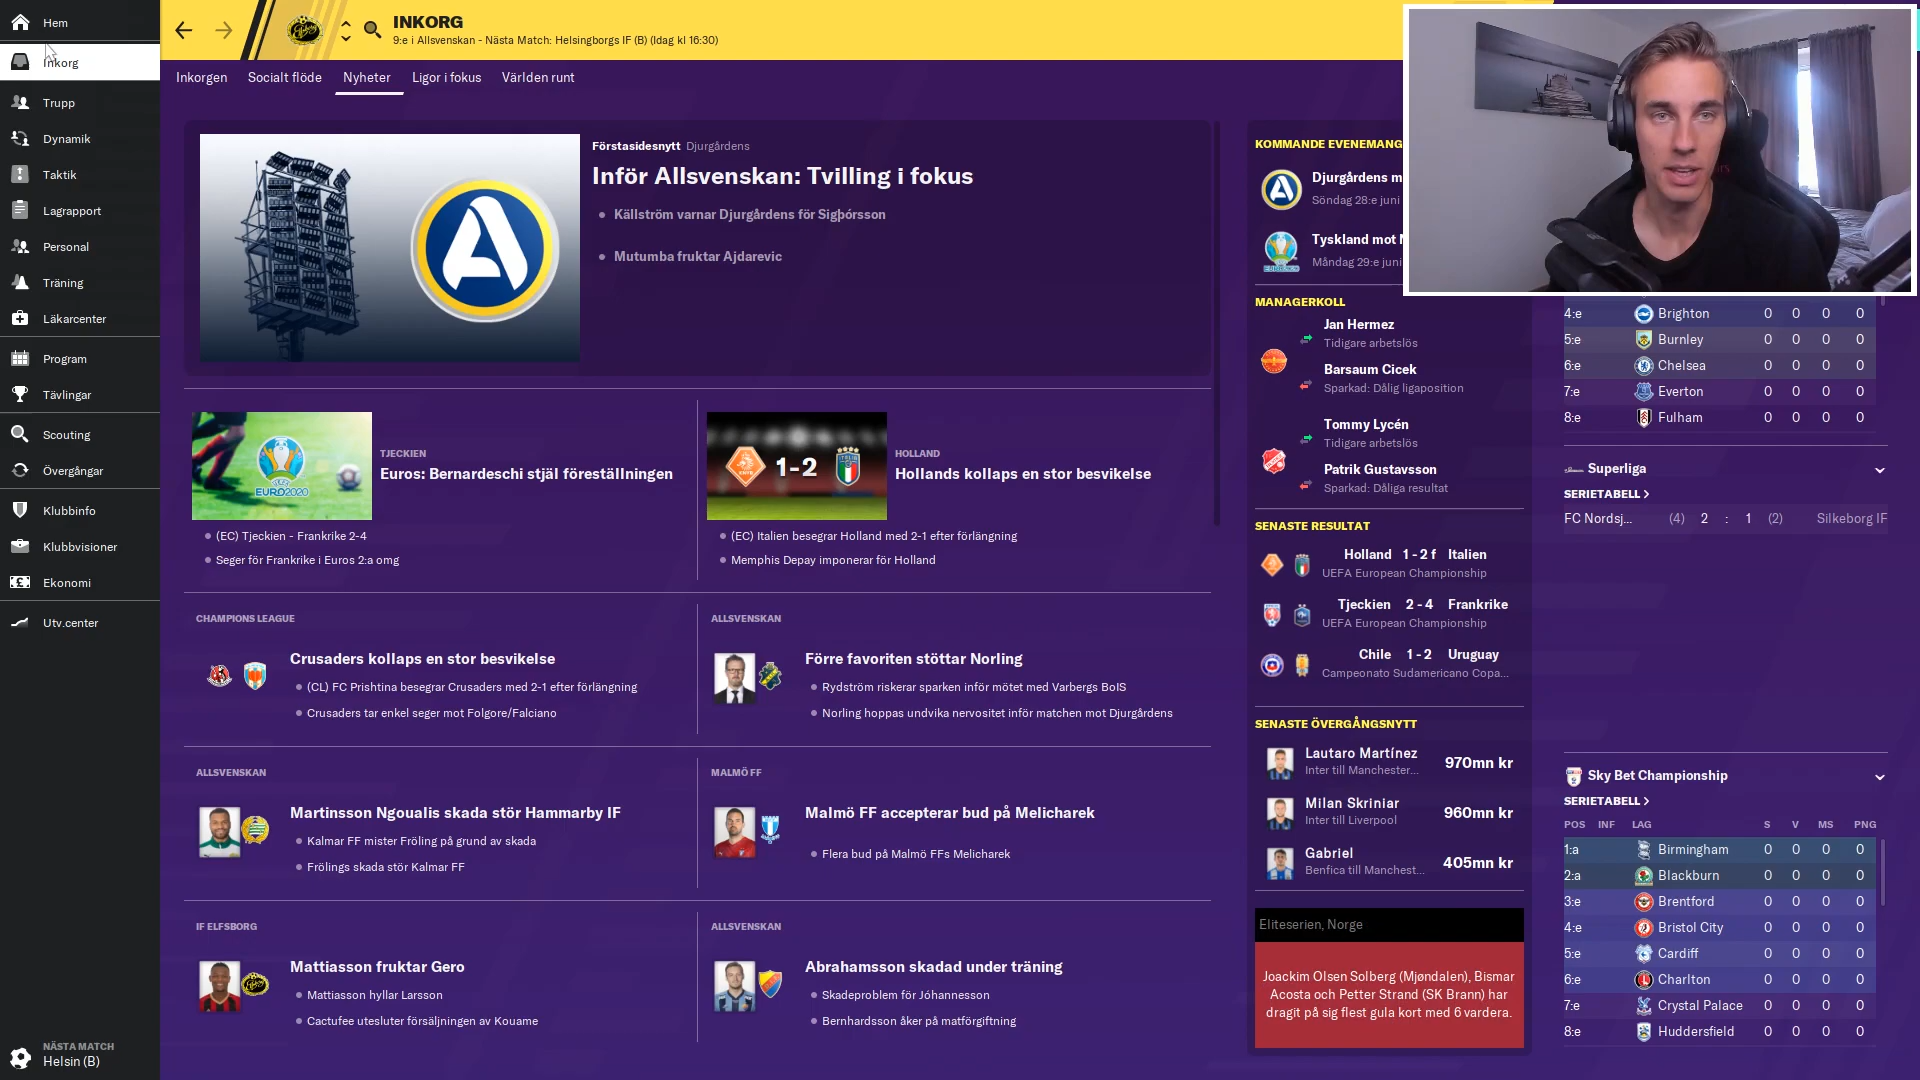 Hem
Inkorg
Trupp
Dynamik
Taktik
Lagrapport
Personal
Träning
Läkarcenter
Program
Tävlingar
Scouting
Övergångar
Klubbinfo
Klubbvisioner
Ekonomi
Utv.center
NÄSTA MATCH
Helsin (B)
INKORG
9:e i Allsvenskan - Nästa Match: Helsingborgs IF (B) (Idag kl 16:30)
Inkorgen Socialt flöde Nyheter Ligor i fokus Världen runt
Förstasidesnytt Djurgårdens
Inför Allsvenskan: Tvilling i fokus
Källström varnar Djurgårdens för Sigþórsson
Mutumba fruktar Ajdarevic
EURO2020
TJECKIEN
Euros: Bernardeschi stjäl föreställningen
(EC) Tjeckien - Frankrike 2-4
Seger för Frankrike i Euros 2:a omg
1-2
HOLLAND
Hollands kollaps en stor besvikelse
(EC) Italien besegrar Holland med 2-1 efter förlängning
Memphis Depay imponerar för Holland
CHAMPIONS LEAGUE
Crusaders kollaps en stor besvikelse
(CL) FC Prishtina besegrar Crusaders med 2-1 efter förlängning
Crusaders tar enkel seger mot Folgore/Falciano
ALLSVENSKAN
Förre favoriten stöttar Norling
Rydström riskerar sparken inför mötet med Varbergs BoIS
Norling hoppas undvika nervositet inför matchen mot Djurgårdens
ALLSVENSKAN
Martinsson Ngoualis skada stör Hammarby IF
Kalmar FF mister Fröling på grund av skada
Frölings skada stör Kalmar FF
MALMÖ FF
Malmö FF accepterar bud på Melicharek
Flera bud på Malmö FFs Melicharek
IF ELFSBORG
Mattiasson fruktar Gero
Mattiasson hyllar Larsson
Cactufee utesluter försäljningen av Kouame
ALLSVENSKAN
Abrahamsson skadad under träning
Skadeproblem för Jóhannesson
Bernhardsson åker på matförgiftning
KOMMANDE EVENEMANG
Djurgårdens m
Söndag 28:e juni
Tyskland mot
Måndag 29:e juni
MANAGERKOLL
Jan Hermez
Tidigare arbetslös
Barsaum Cicek
Sparkad: Dålig ligaposition
Tommy Lycén
Tidigare arbetslös
Patrik Gustavsson
Sparkad: Dåliga resultat
SENASTE RESULTAT
Holland 1 - 2 f Italien
UEFA European Championship
Tjeckien 2 - 4 Frankrike
UEFA European Championship
Chile 1 - 2 Uruguay
Campeonato Sudamericano Copa...
SENASTE ÖVERGÅNGSNYTT
Lautaro Martínez 970mn kr
Inter till Manchester...
Milan Skriniar 960mn kr
Inter till Liverpool
Gabriel 405mn kr
Benfica till Manchest...
Eliteserien, Norge
Joackim Olsen Solberg (Mjøndalen), Bismar
Acosta och Petter Strand (SK Brann) har
dragit på sig flest gula kort med 6 vardera.
4:e Brighton 0 0 0 0
5:e Burnley 0 0 0 0
6:e Chelsea 0 0 0 0
7:e Everton 0 0 0 0
8:e Fulham 0 0 0 0
Superliga
SERIETABELL >
FC Nordsj... (4) 2 : 1 (2) Silkeborg IF
Sky Bet Championship
SERIETABELL >
POS INF LAG S V MS PNG
1:a Birmingham 0 0 0 0
2:a Blackburn 0 0 0 0
3:e Brentford 0 0 0 0
4:e Bristol City 0 0 0 0
5:e Cardiff 0 0 0 0
6:e Charlton 0 0 0 0
7:e Crystal Palace 0 0 0 0
8:e Huddersfield 0 0 0 0